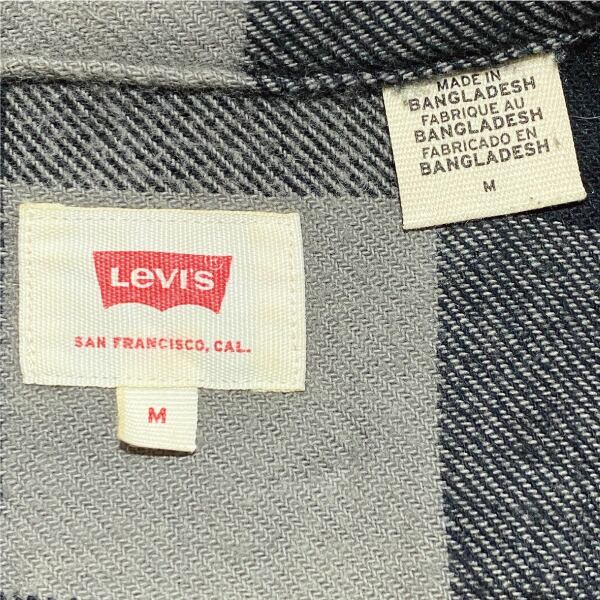 MADE IN
BANGLADESH
FABRIQUE AU
BANGLADESH
FABRICADO EN
BANGLADESH
M
LEVI'S
SAN FRANCISCO, CAL.
M